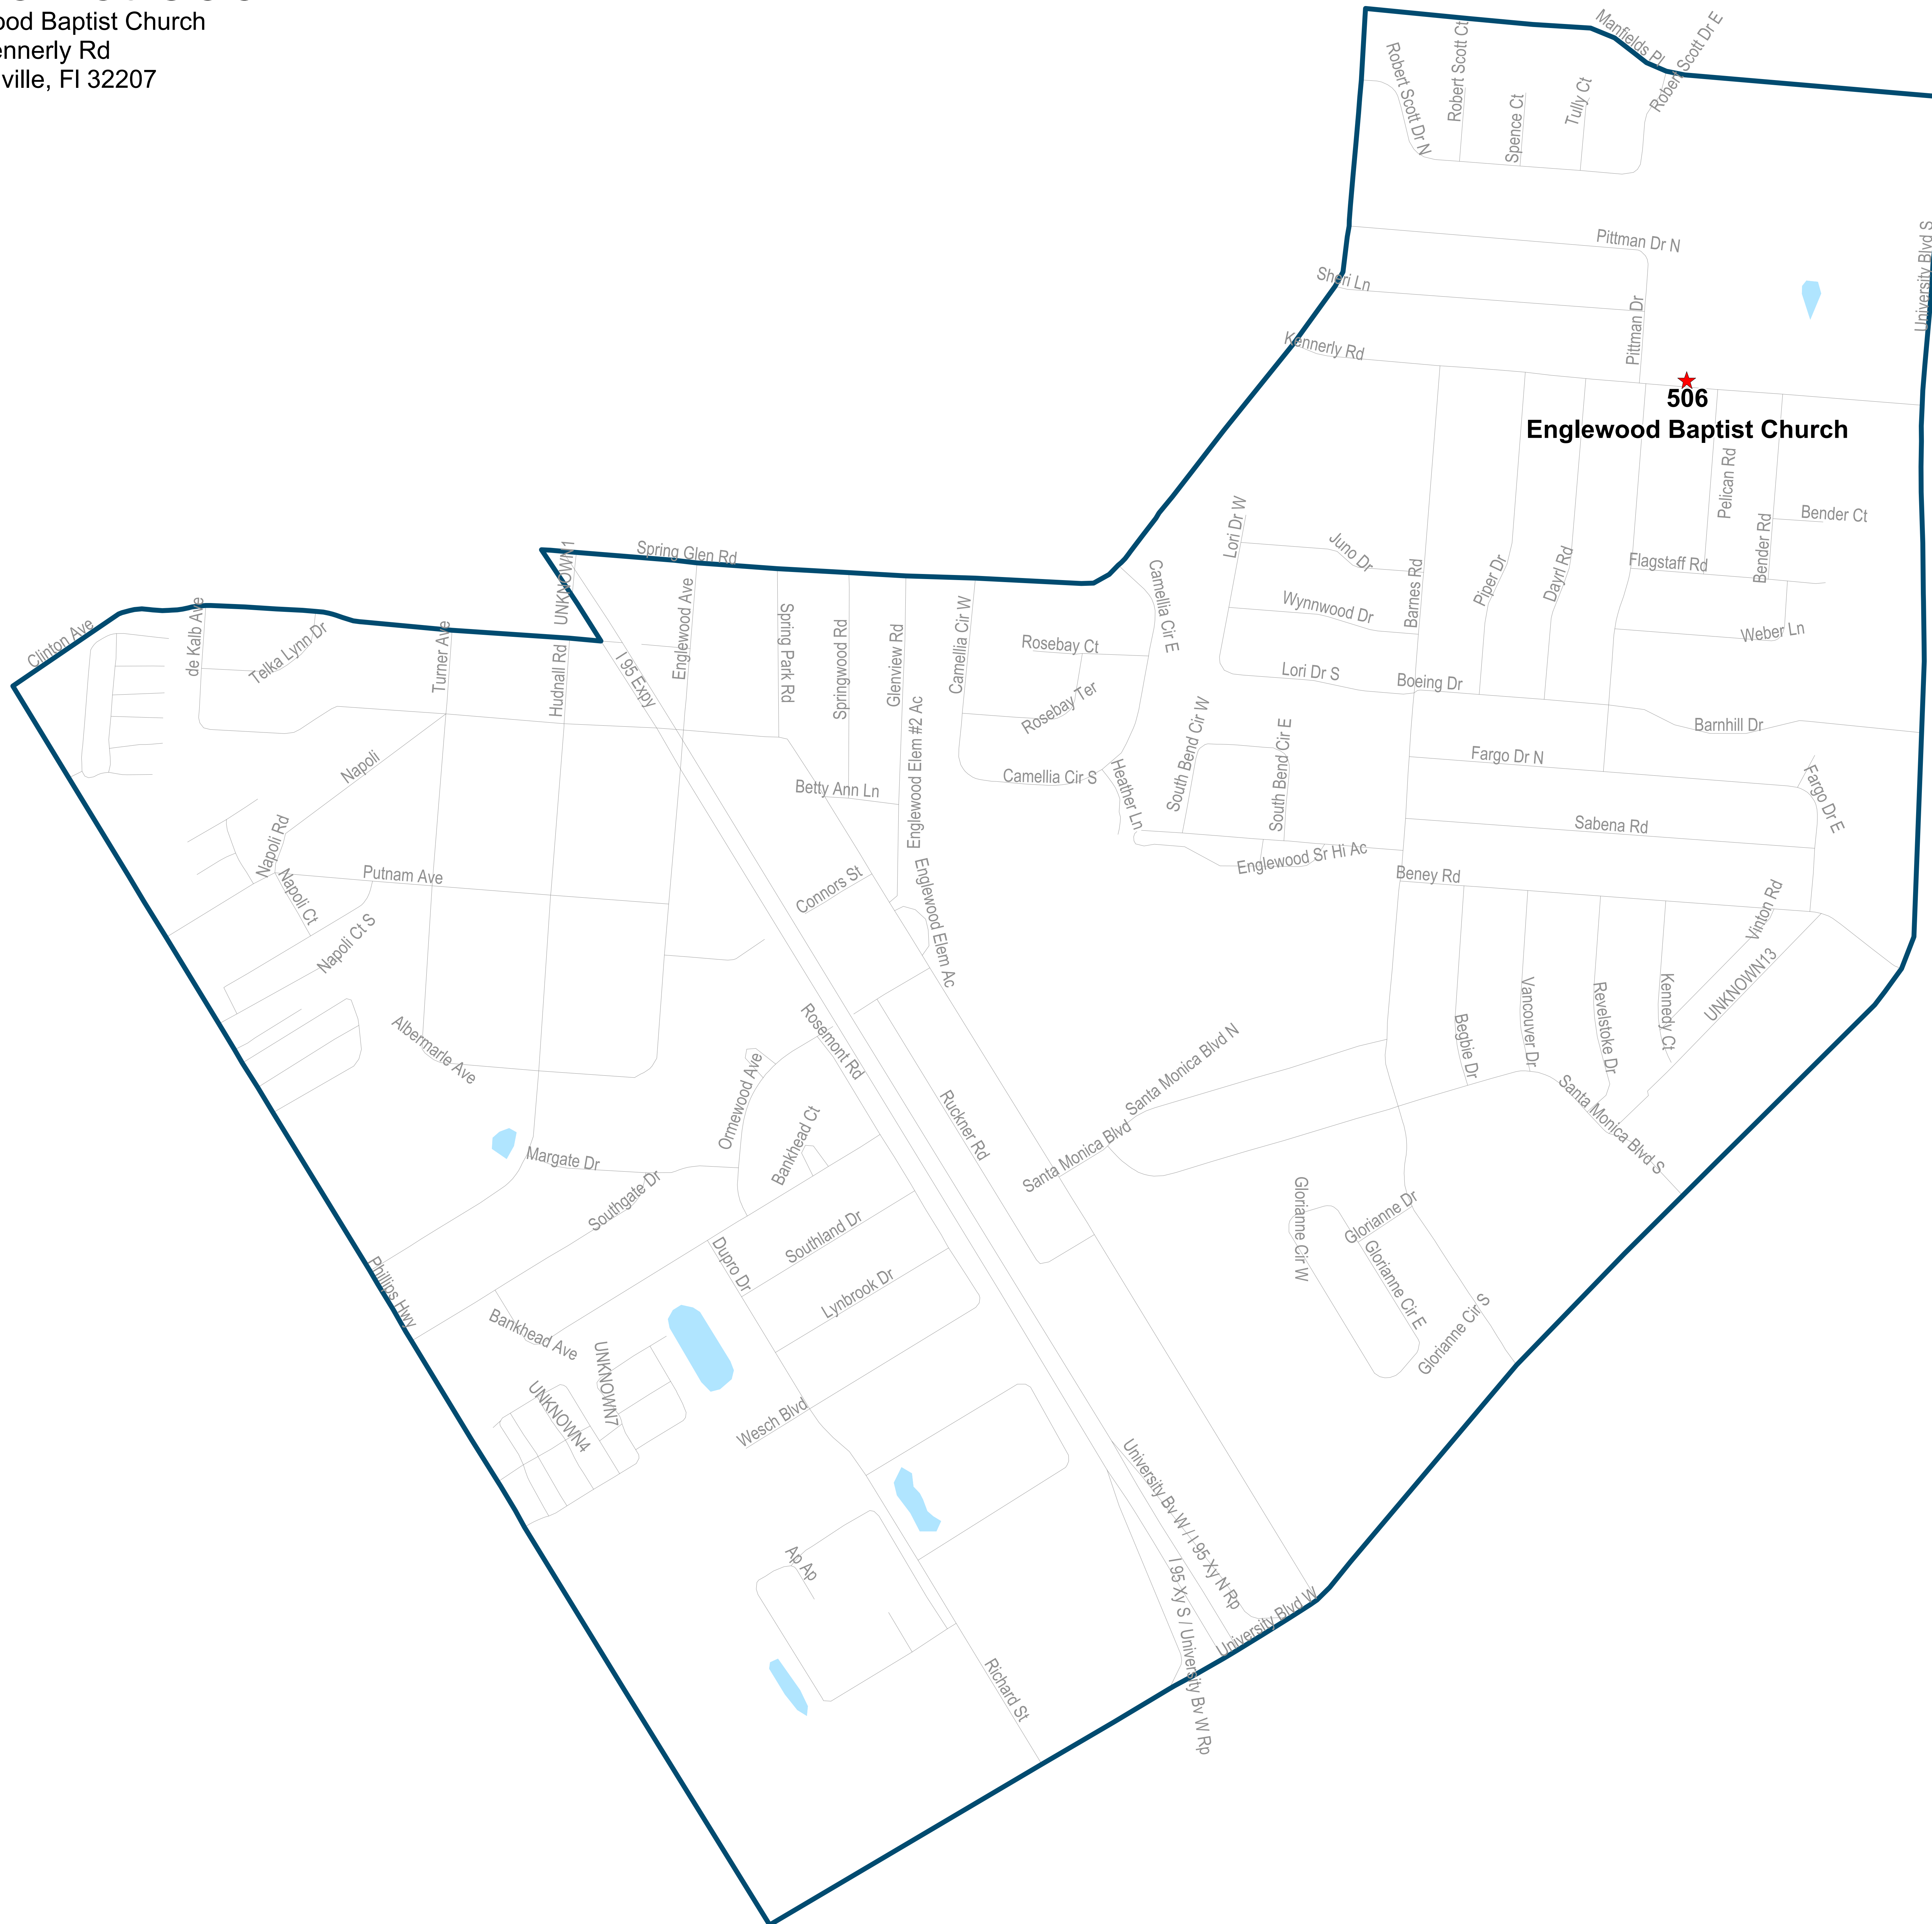 ood Baptist Church
ennerly Rd
ville, Fl 32207
Manfields Pl
Robert Scott Dr E
Robert Scott Ct
Robert Scott Dr N
Spence Ct
Tully Ct
University Blvd S
Pittman Dr N
Sheri Ln
Pittman Dr
Kennerly Rd
506
Englewood Baptist Church
Pelican Rd
Bender Ct
Bender Rd
Flagstaff Rd
Lori Dr W
Juno Dr
Barnes Rd
Piper Dr
Dayrl Rd
Wynnwood Dr
Weber Ln
Lori Dr S
Boeing Dr
Barnhill Dr
Spring Glen Rd
UNKNOWN1
Clinton Ave
de Kalb Ave
Telka Lynn Dr
Turner Ave
Hudnall Rd
I 95 Expy
Englewood Ave
Spring Park Rd
Springwood Rd
Glenview Rd
Camellia Cir W
Rosebay Ct
Camellia Cir E
Rosebay Ter
Englewood Elem #2 Ac
South Bend Cir W
South Bend Cir E
Fargo Dr N
Fargo Dr E
Napoli
Betty Ann Ln
Camellia Cir S
Heather Ln
Sabena Rd
Napoli Rd
Englewood Sr Hi Ac
Putnam Ave
Napoli Ct
Connors St
Englewood Elem Ac
Beney Rd
Vinton Rd
Napoli Ct S
UNKNOWN13
Kennedy Ct
Revelstoke Dr
Vancouver Dr
Begbie Dr
Albermarle Ave
Rosemont Rd
Santa Monica Blvd N
Ormewood Ave
Bankhead Ct
Ruckner Rd
Santa Monica Blvd
Santa Monica Blvd S
Margate Dr
Southgate Dr
Southland Dr
Glorianne Dr
Glorianne Cir W
Glorianne Cir E
Glorianne Cir S
Phillips Hwy
Dupro Dr
Lynbrook Dr
Bankhead Ave
UNKNOWN7
UNKNOWN4
Wesch Blvd
University Bv W / I 95 Xy N Rp
Ap Ap
I 95 Xy S / University Bv W Rp
University Blvd W
Richard St